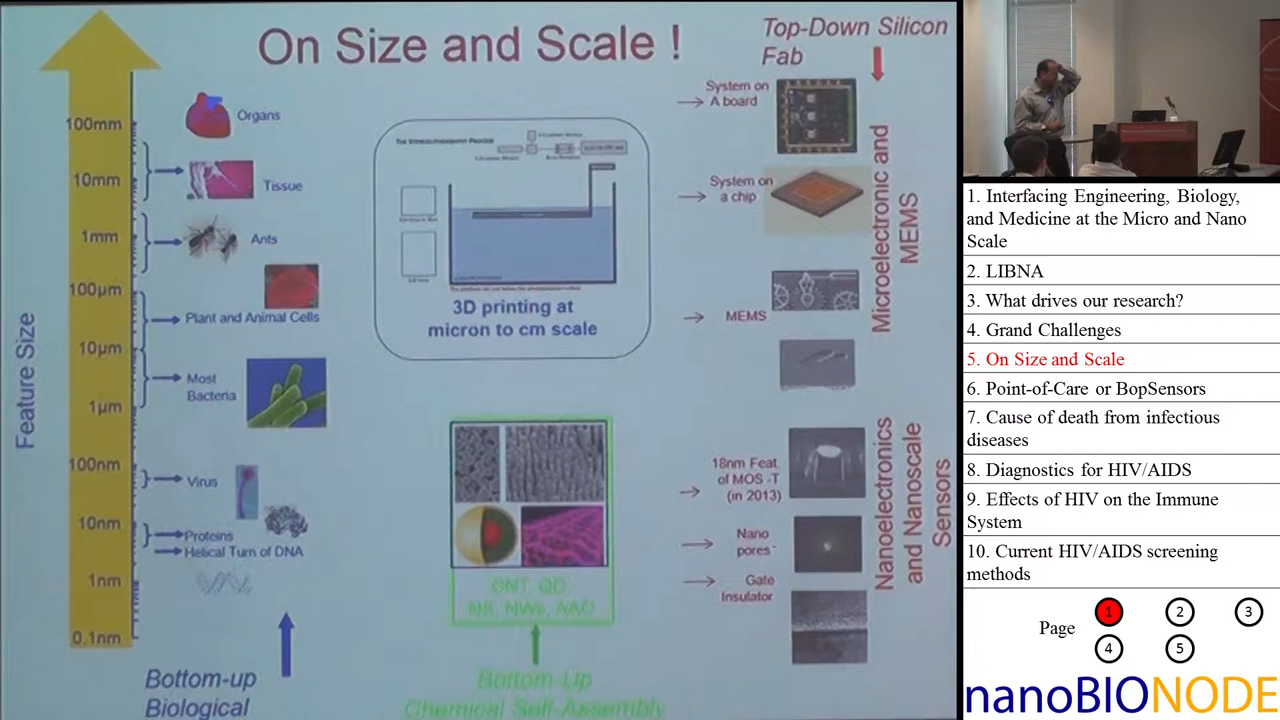 On Size and Scale !
Top-Down Silicon
Fab
Feature Size
100mm
10mm
1mm
100µm
10µm
1µm
100nm
10nm
1nm
0.1nm
Organs
Tissue
Ants
Plant and Animal Cells
Most
Bacteria
Virus
Proteins
Helical Turn of DNA
Bottom-up
Biological
3D printing at
micron to cm scale
CNT, QD,
NB, NWs, AAO
Bottom-Up
Chemical Self-Assembly
System on
A board
System on
a chip
MEMS
18nm Feat.
of MOS -T
(in 2013)
Nano
pores
Gate
Insulator
Microelectronic and
MEMS
Nanoelectronics
and Nanoscale
Sensors
1. Interfacing Engineering, Biology,
and Medicine at the Micro and Nano
Scale
2. LIBNA
3. What drives our research?
4. Grand Challenges
5. On Size and Scale
6. Point-of-Care or BopSensors
7. Cause of death from infectious
diseases
8. Diagnostics for HIV/AIDS
9. Effects of HIV on the Immune
System
10. Current HIV/AIDS screening
methods
Page
1 2 3
4 5
nanoBIONODE